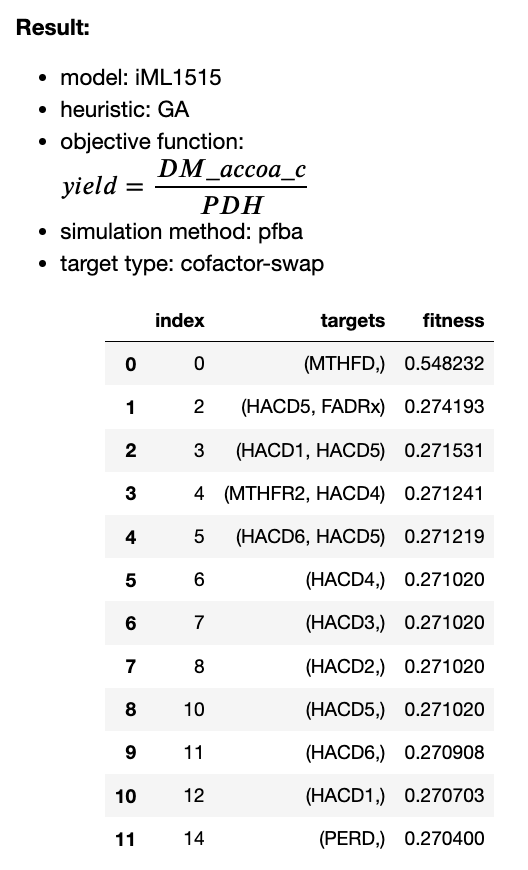 Result:
• model: iML1515
• heuristic: GA
• objective function:
yield = DM_accoa_c / PDH
• simulation method: pfba
• target type: cofactor-swap
index targets fitness
0 0 (MTHFD,) 0.548232
1 2 (HACD5, FADRx) 0.274193
2 3 (HACD1, HACD5) 0.271531
3 4 (MTHFR2, HACD4) 0.271241
4 5 (HACD6, HACD5) 0.271219
5 6 (HACD4,) 0.271020
6 7 (HACD3,) 0.271020
7 8 (HACD2,) 0.271020
8 10 (HACD5,) 0.271020
9 11 (HACD6,) 0.270908
10 12 (HACD1,) 0.270703
11 14 (PERD,) 0.270400